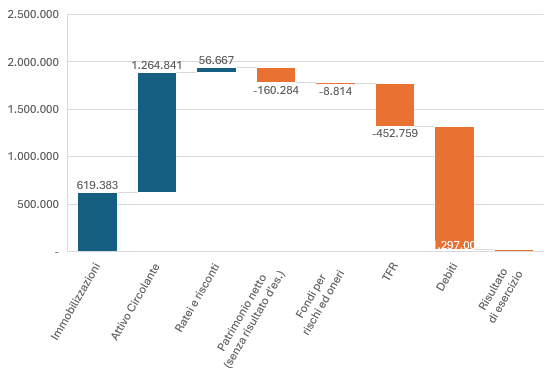 2.500.000
2.000.000
1.500.000
1.000.000
500.000
-
619.383
1.264.841
56.667
-160.284
-8.814
-452.759
.297.00
Immobilizzazioni
Attivo Circolante
Ratei e risconti
Patrimonio netto
(senza risultato d'es.)
Fondi per
rischi ed oneri
TFR
Debiti
Risultato
di esercizio